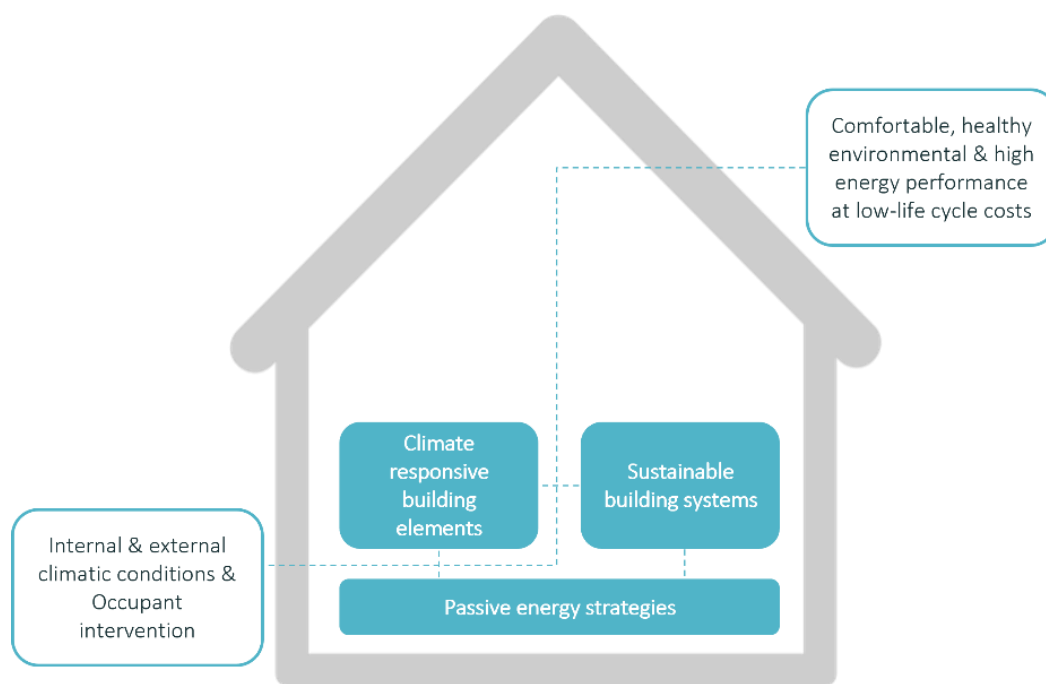 Comfortable, healthy
environmental & high
energy performance
at low-life cycle costs
Climate
responsive
building
elements
Sustainable
building systems
Internal & external
climatic conditions &
Occupant
intervention
Passive energy strategies